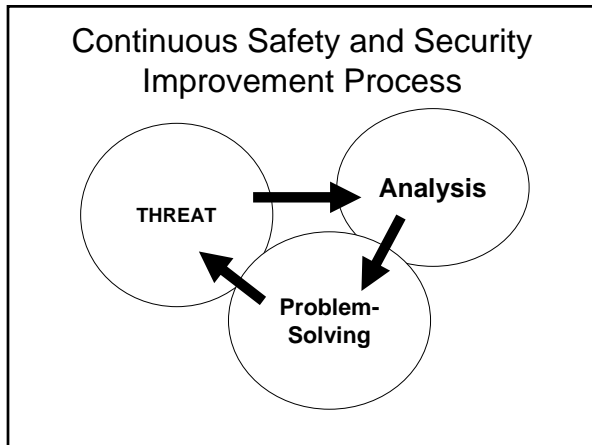 Continuous Safety and Security
Improvement Process
THREAT
Analysis
Problem-
Solving